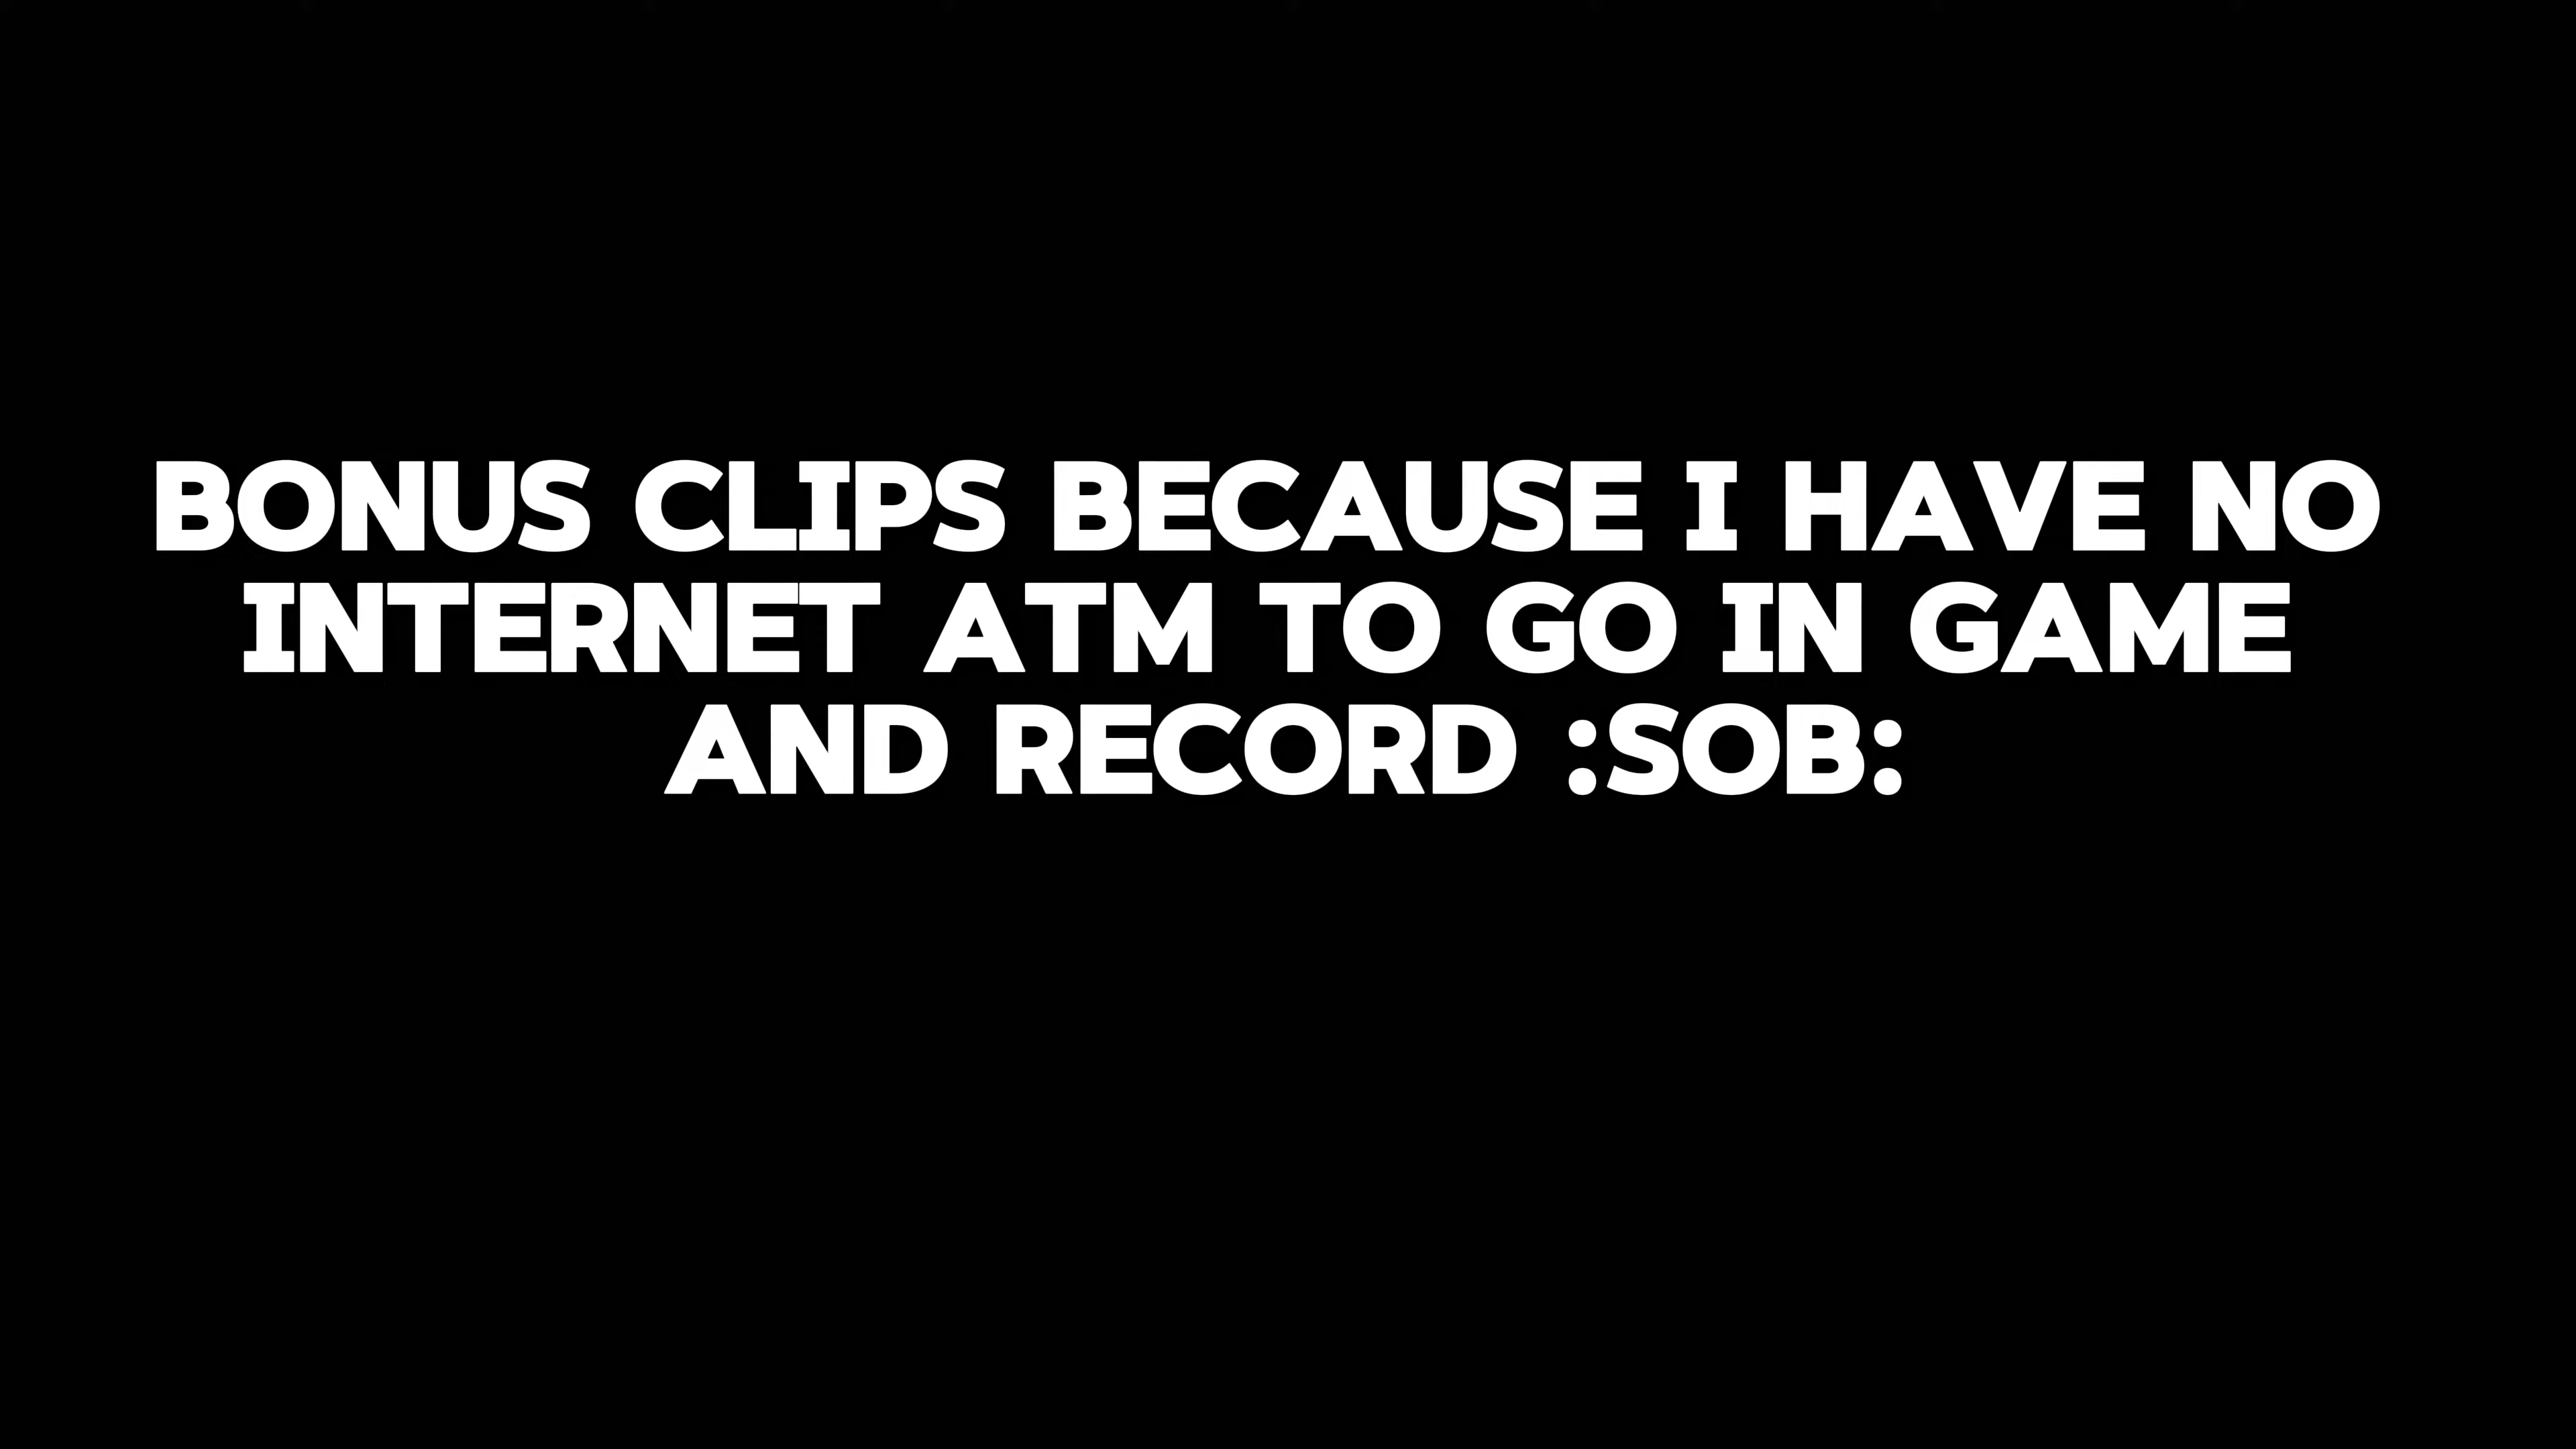 BONUS CLIPS BECAUSE I HAVE NO
INTERNET ATM TO GO IN GAME
AND RECORD :SOB: